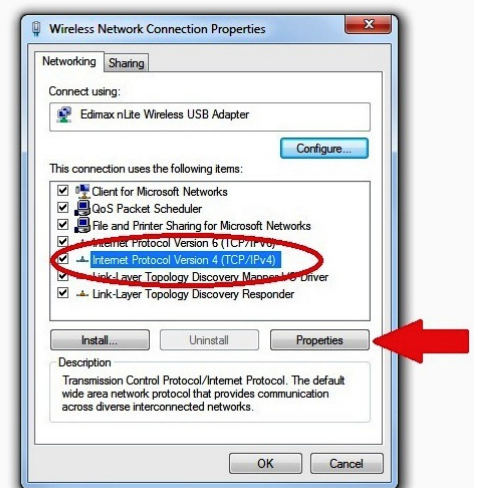 Wireless Network Connection Properties
Networking Sharing
Connect using:
Edimax nLite Wireless USB Adapter
Configure...
This connection uses the following items:
Client for Microsoft Networks
QoS Packet Scheduler
File and Printer Sharing for Microsoft Networks
Internet Protocol Version 6 (TCP/IPv6)
Internet Protocol Version 4 (TCP/IPv4)
Link-Layer Topology Discovery Mapper I/O Driver
Link-Layer Topology Discovery Responder
Install... Uninstall Properties
Description
Transmission Control Protocol/Internet Protocol. The default
wide area network protocol that provides communication
across diverse interconnected networks.
OK Cancel